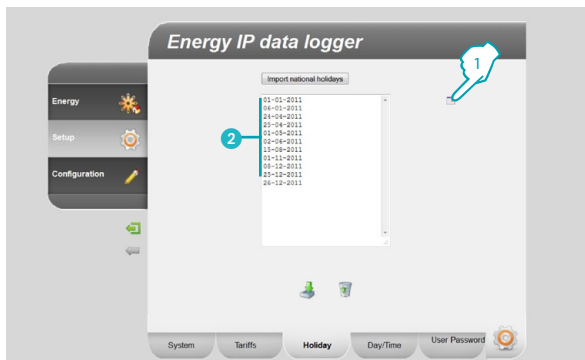 Energy IP data logger
1
Import national holidays
Energy
Setup
Configuration
2
01-01-2011
06-01-2011
24-04-2011
25-04-2011
01-05-2011
02-06-2011
15-08-2011
01-11-2011
08-12-2011
25-12-2011
26-12-2011
System
Tariffs
Holiday
Day/Time
User Password